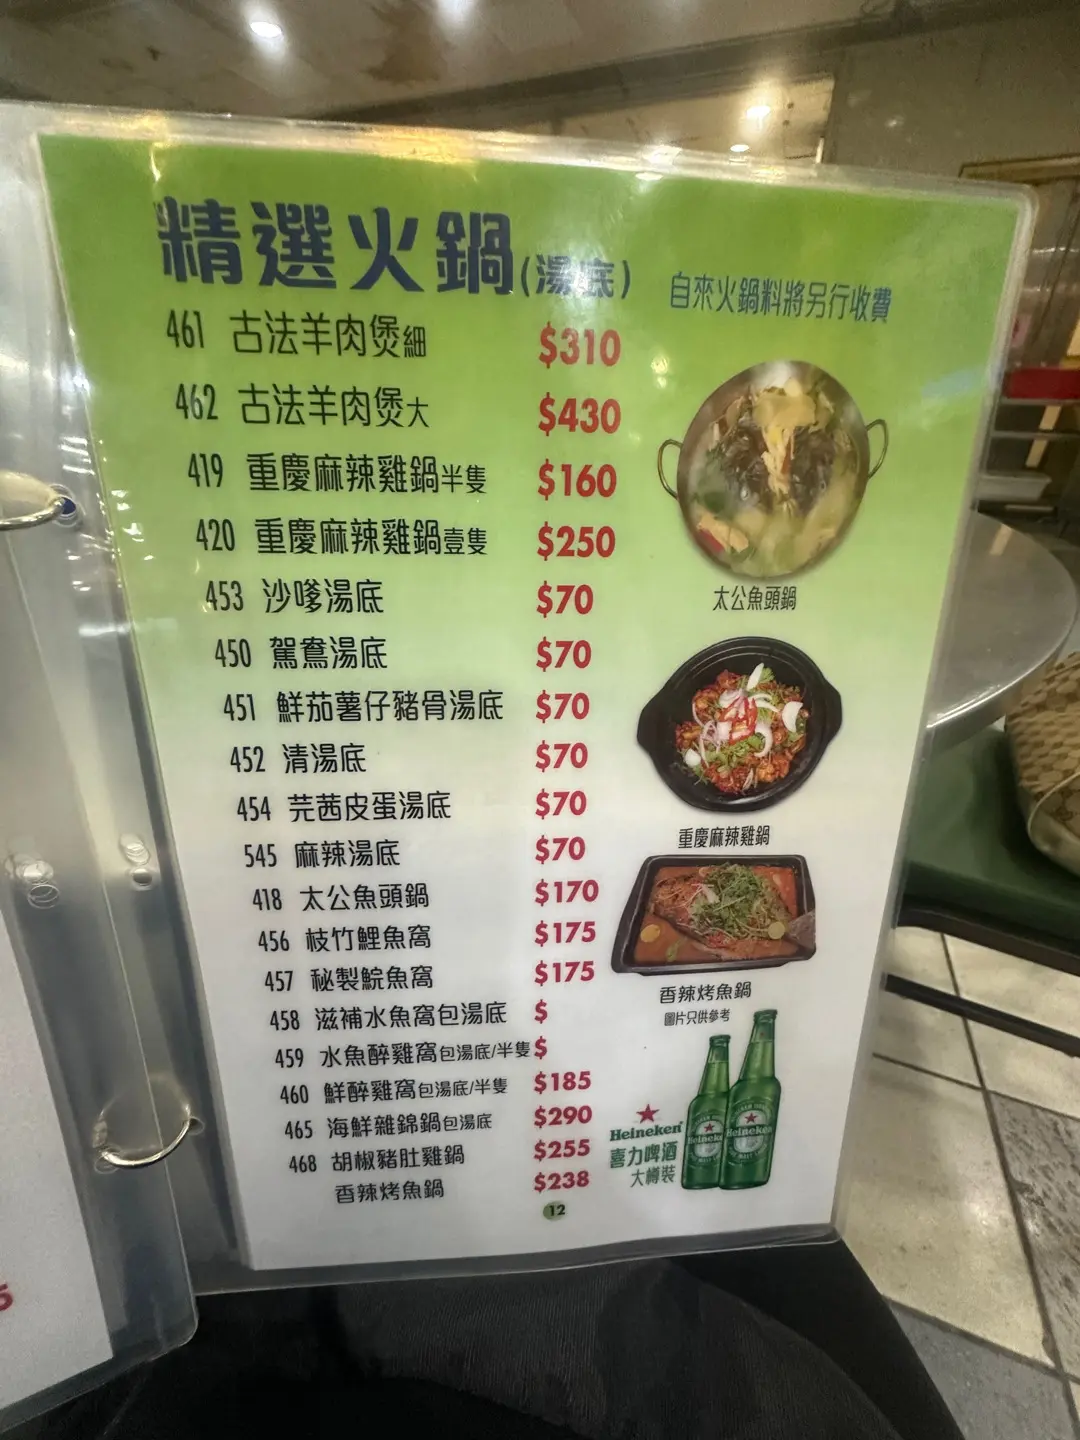 精選火鍋(湯底)
自來火鍋料將另行收費
461 古法羊肉煲細 $310
462 古法羊肉煲大 $430
419 重慶麻辣雞鍋半隻 $160
420 重慶麻辣雞鍋壹隻 $250
453 沙嗲湯底 $70
450 駕鴦湯底 $70
451 鮮茄薯仔豬骨湯底 $70
452 清湯底 $70
454 芫茜皮蛋湯底 $70
545 麻辣湯底 $70
418 太公魚頭鍋 $170
456 枝竹鯉魚窩 $175
457 秘製鯇魚窩 $175
458 滋補水魚窩包湯底 $
459 水魚醉雞窩包湯底/半隻 $
460 鮮醉雞窩包湯底/半隻 $185
465 海鮮雜錦鍋包湯底 $290
468 胡椒豬肚雞鍋 $255
香辣烤魚鍋 $238
太公魚頭鍋
重慶麻辣雞鍋
香辣烤魚鍋
圖片只供參考
Heineken
喜力啤酒
大樽裝
Heineken
Heineken
12